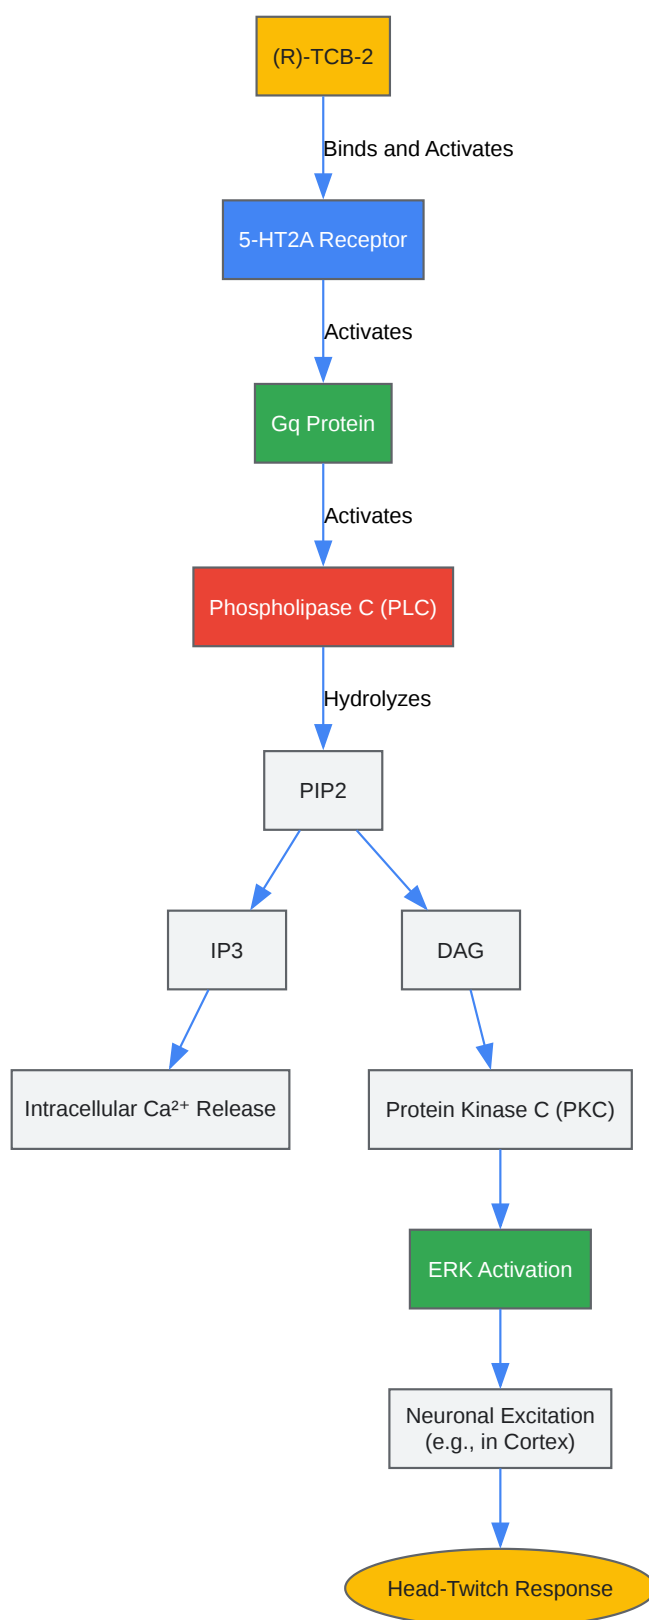 (R)-TCB-2
Binds and Activates
5-HT2A Receptor
Activates
Gq Protein
Activates
Phospholipase C (PLC)
Hydrolyzes
PIP2
IP3
DAG
Intracellular Ca²⁺ Release
Protein Kinase C (PKC)
ERK Activation
Neuronal Excitation
(e.g., in Cortex)
Head-Twitch Response